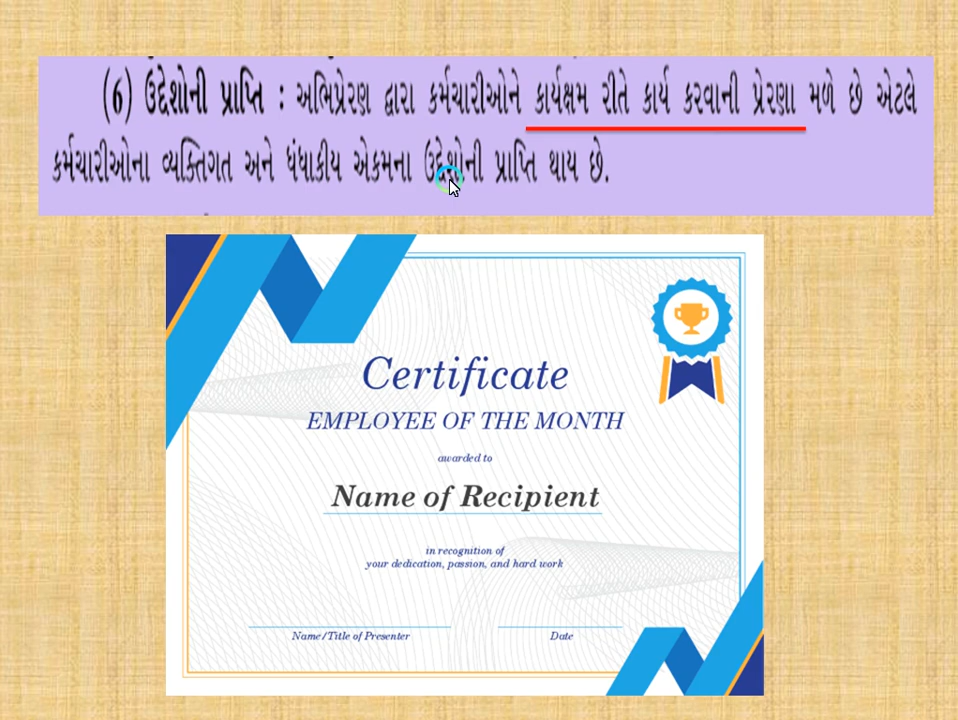 (6) ઉદ્દેશોની પ્રાપ્તિ : અભિપ્રેરણ દ્વારા કર્મચારીઓને કાર્યક્ષમ રીતે કાર્ય કરવાની પ્રેરણા મળે છે એટલે
કર્મચારીઓના વ્યક્તિગત અને ધંધાકીય એકમના ઉદ્દેશોની પ્રાપ્તિ થાય છે.
Certificate
EMPLOYEE OF THE MONTH
awarded to
Name of Recipient
in recognition of
your dedication, passion, and hard work
Name/Title of Presenter
Date